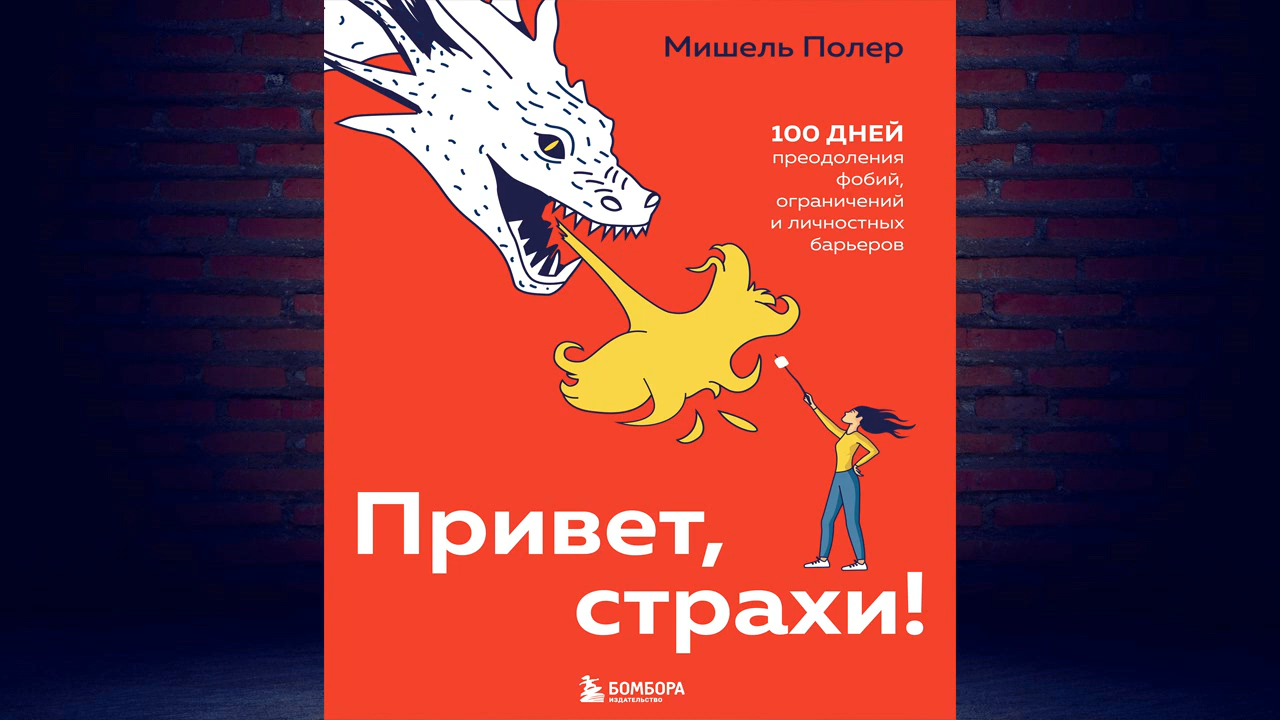 Мишель Полер
100 ДНЕЙ
преодоления
фобий,
ограничений
и личностных
барьеров
Привет,
страхи!
БОМБОРА
ИЗДАТЕЛЬСТВО